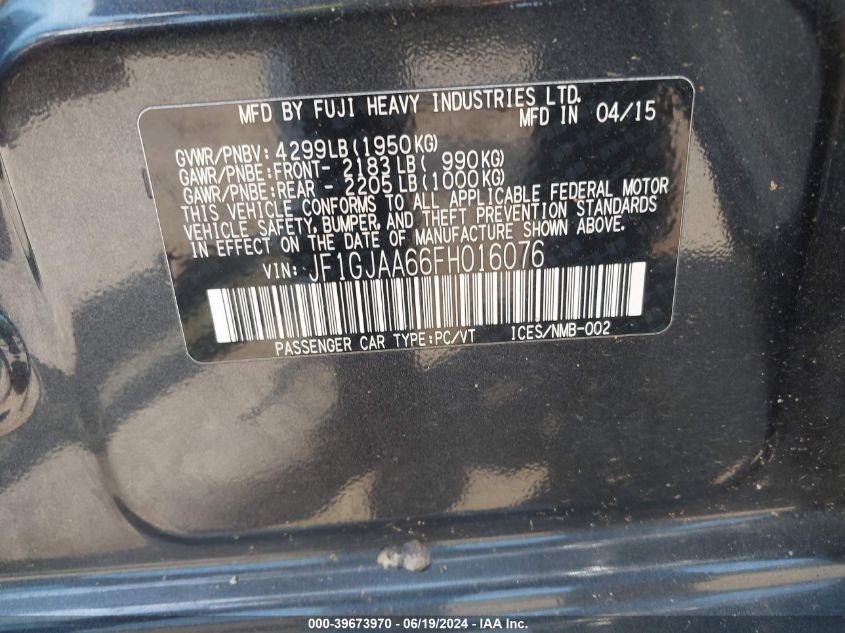 MFD BY FUJI HEAVY INDUSTRIES LTD.
MFD IN 04/15
GVWR/PNBV: 4299LB(1950KG)
GAWR/PNBE:FRONT- 2183LB( 990KG)
GAWR/PNBE:REAR - 2205LB(1000KG)
THIS VEHICLE CONFORMS TO ALL APPLICABLE FEDERAL MOTOR
VEHICLE SAFETY, BUMPER, AND THEFT PREVENTION STANDARDS
IN EFFECT ON THE DATE OF MANUFACTURE SHOWN ABOVE.
VIN: JF1GJAA66FH016076
PASSENGER CAR TYPE:PC/VT ICES/NMB-002
000-39673970 - 06/19/2024 - IAA Inc.